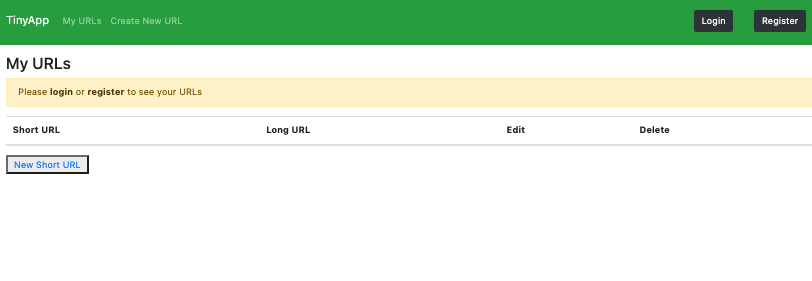 TinyApp My URLs Create New URL Login Register
My URLs
Please login or register to see your URLs
Short URL Long URL Edit Delete
New Short URL